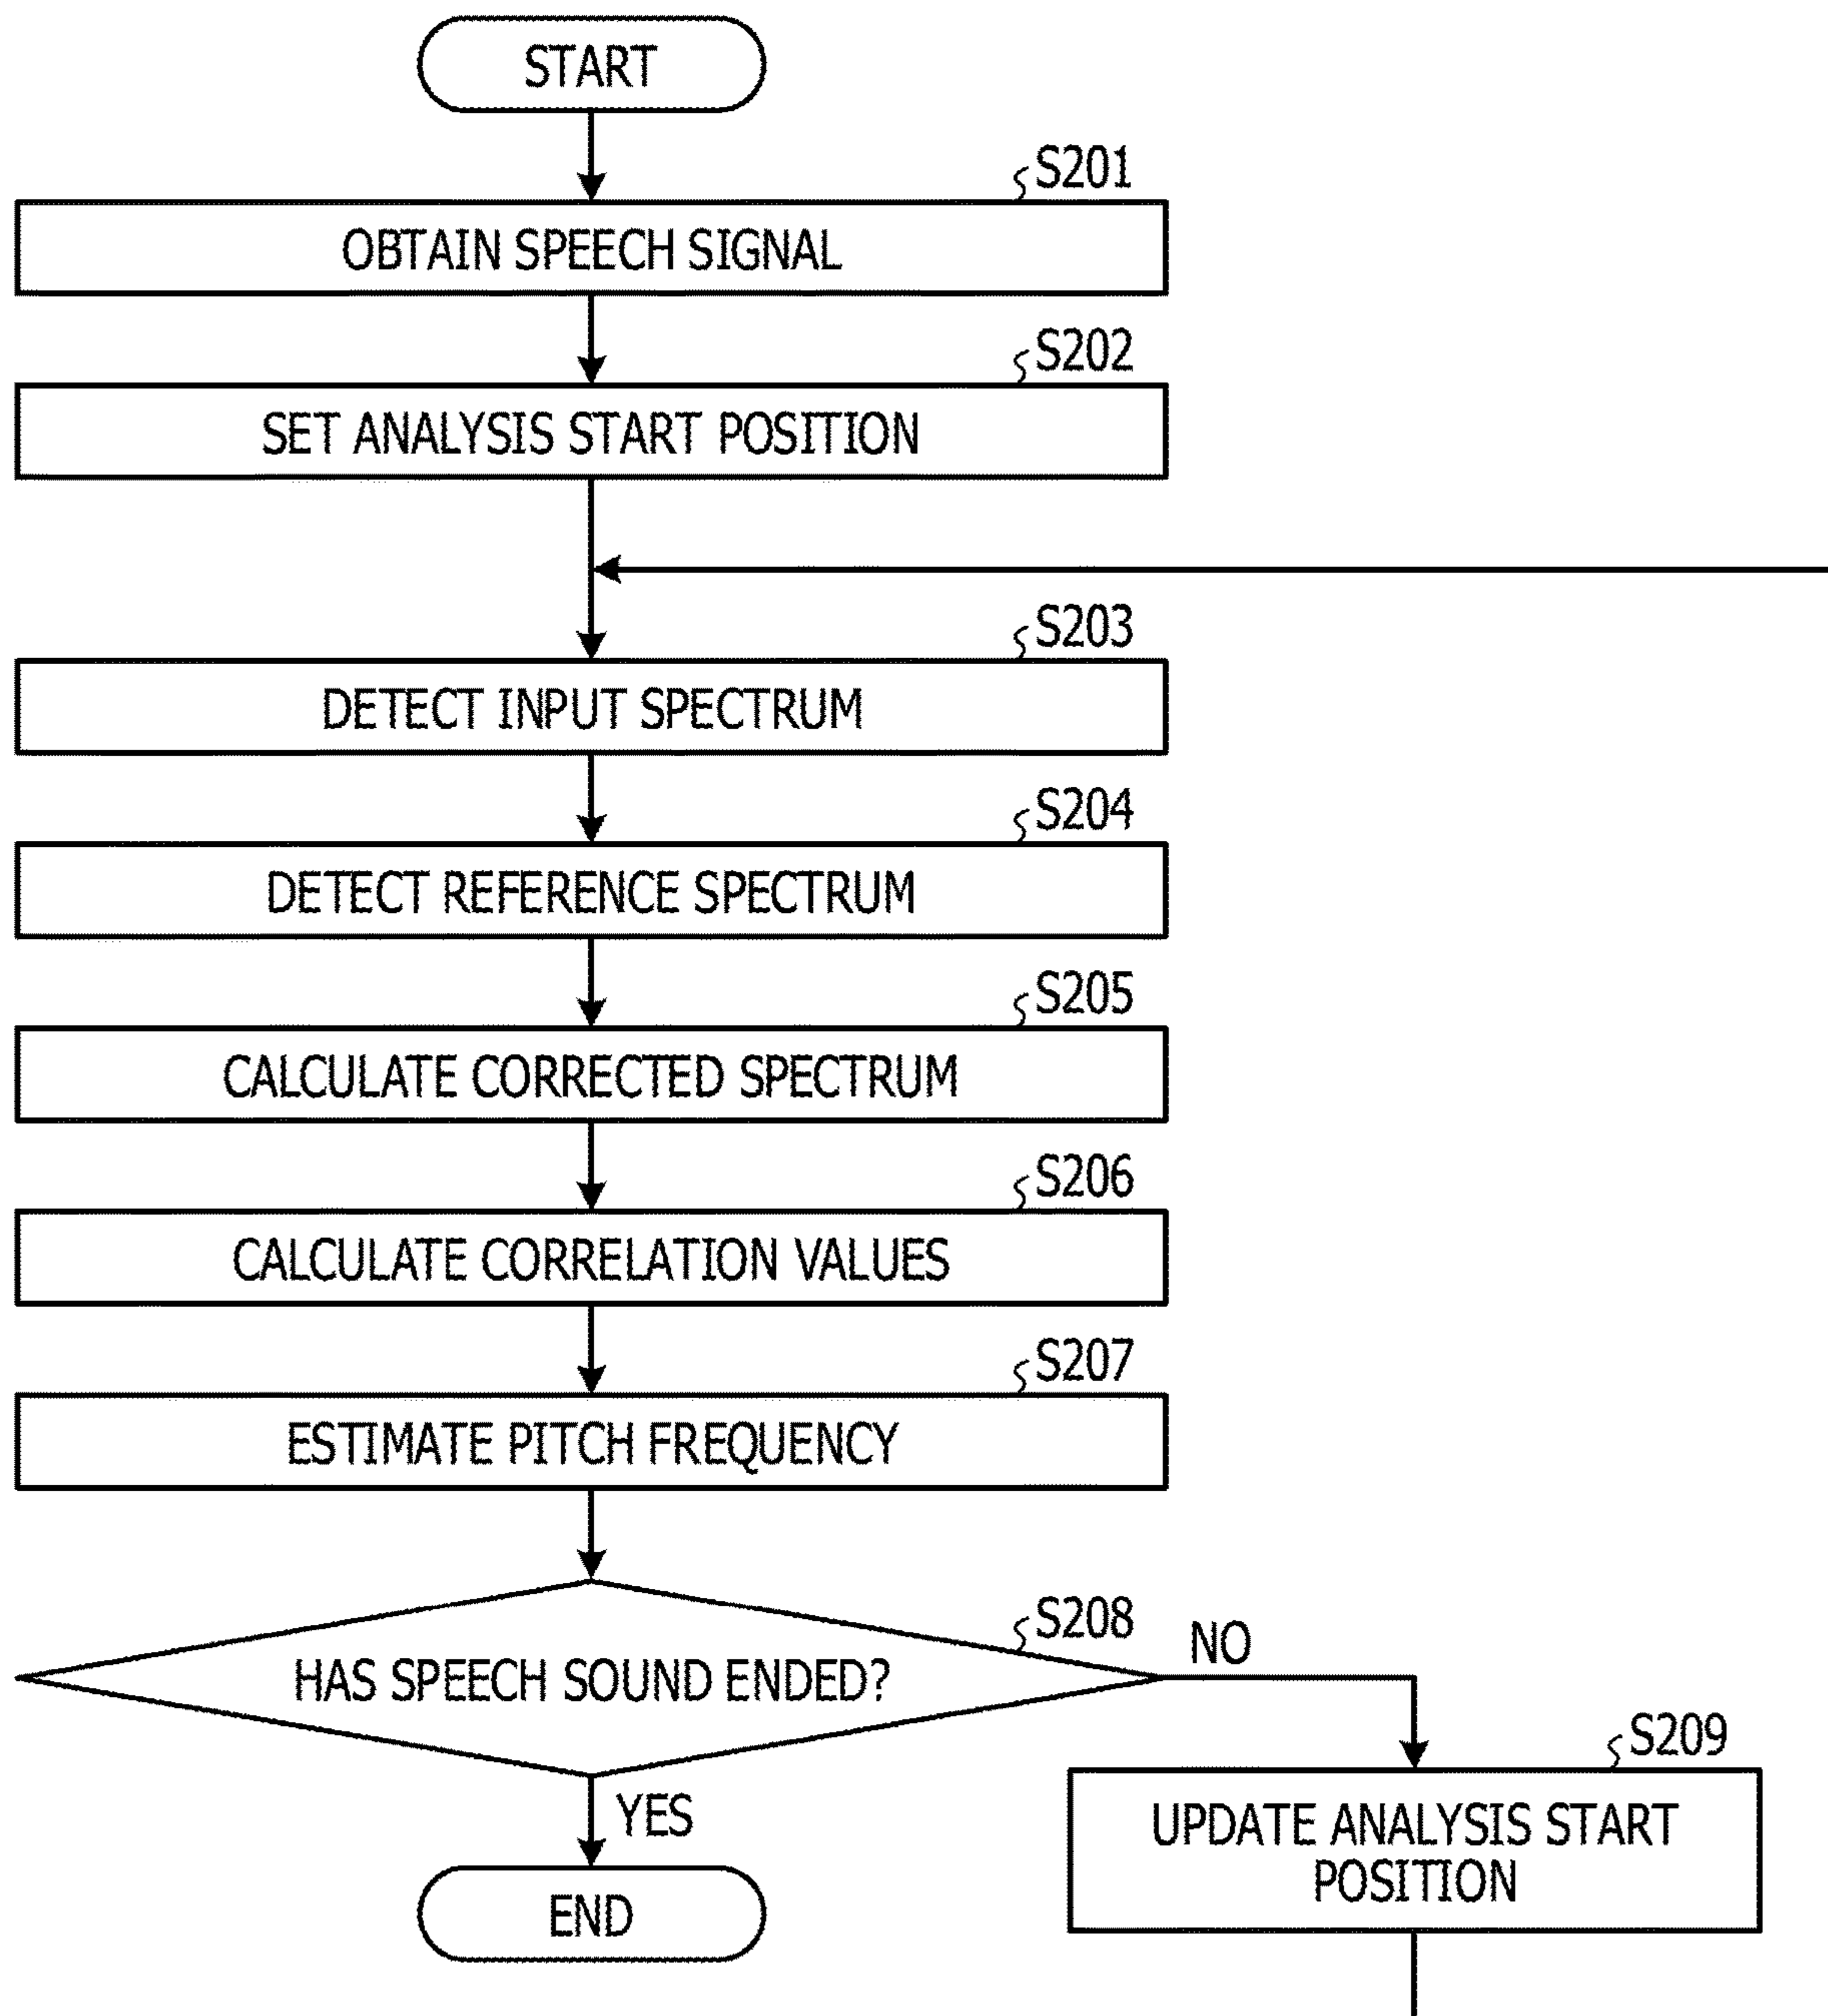 START
S201
OBTAIN SPEECH SIGNAL
S202
SET ANALYSIS START POSITION
S203
DETECT INPUT SPECTRUM
S204
DETECT REFERENCE SPECTRUM
S205
CALCULATE CORRECTED SPECTRUM
S206
CALCULATE CORRELATION VALUES
S207
ESTIMATE PITCH FREQUENCY
S208
HAS SPEECH SOUND ENDED?
NO
S209
UPDATE ANALYSIS START
POSITION
YES
END